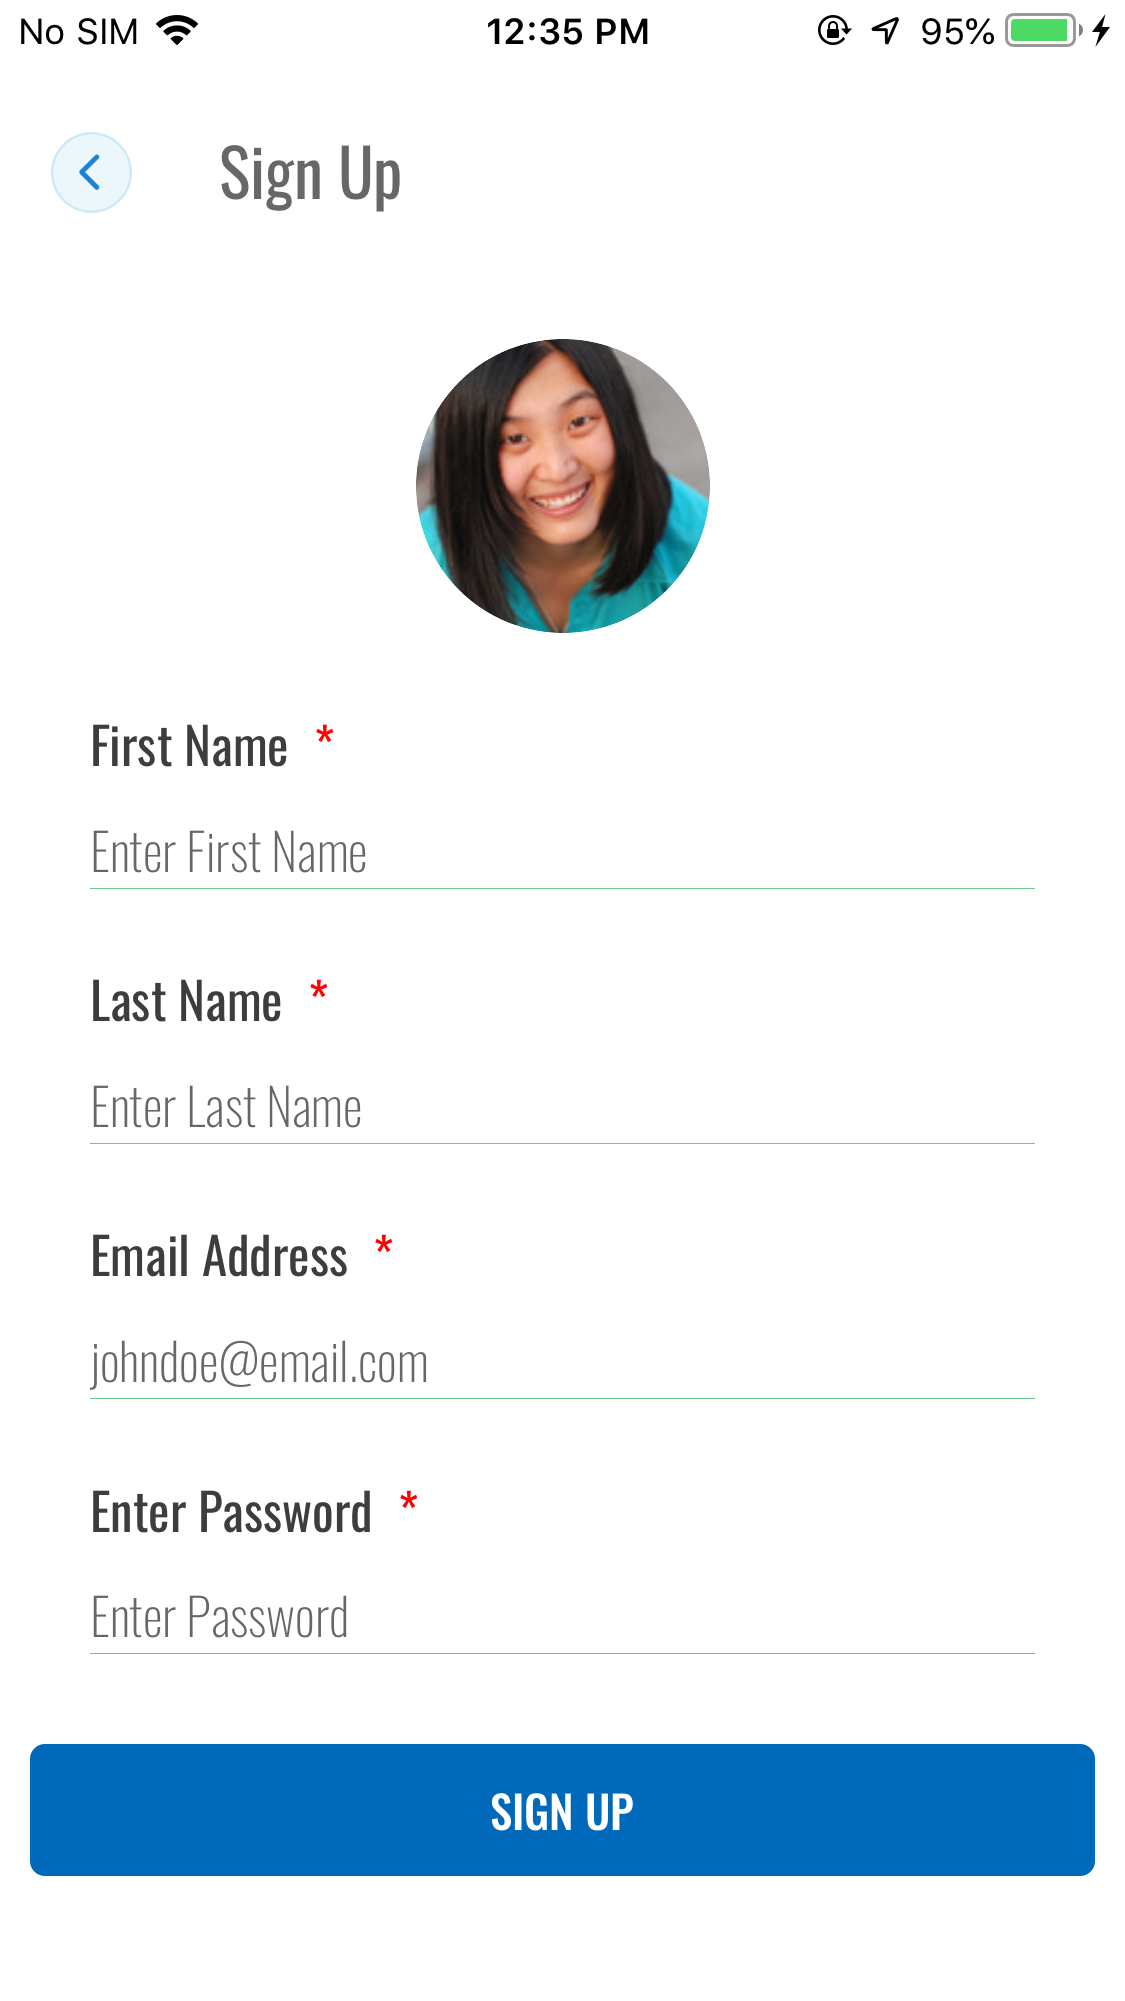 No SIM 12:35 PM 95%
Sign Up
First Name *
Enter First Name
Last Name *
Enter Last Name
Email Address *
johndoe@email.com
Enter Password *
Enter Password
SIGN UP